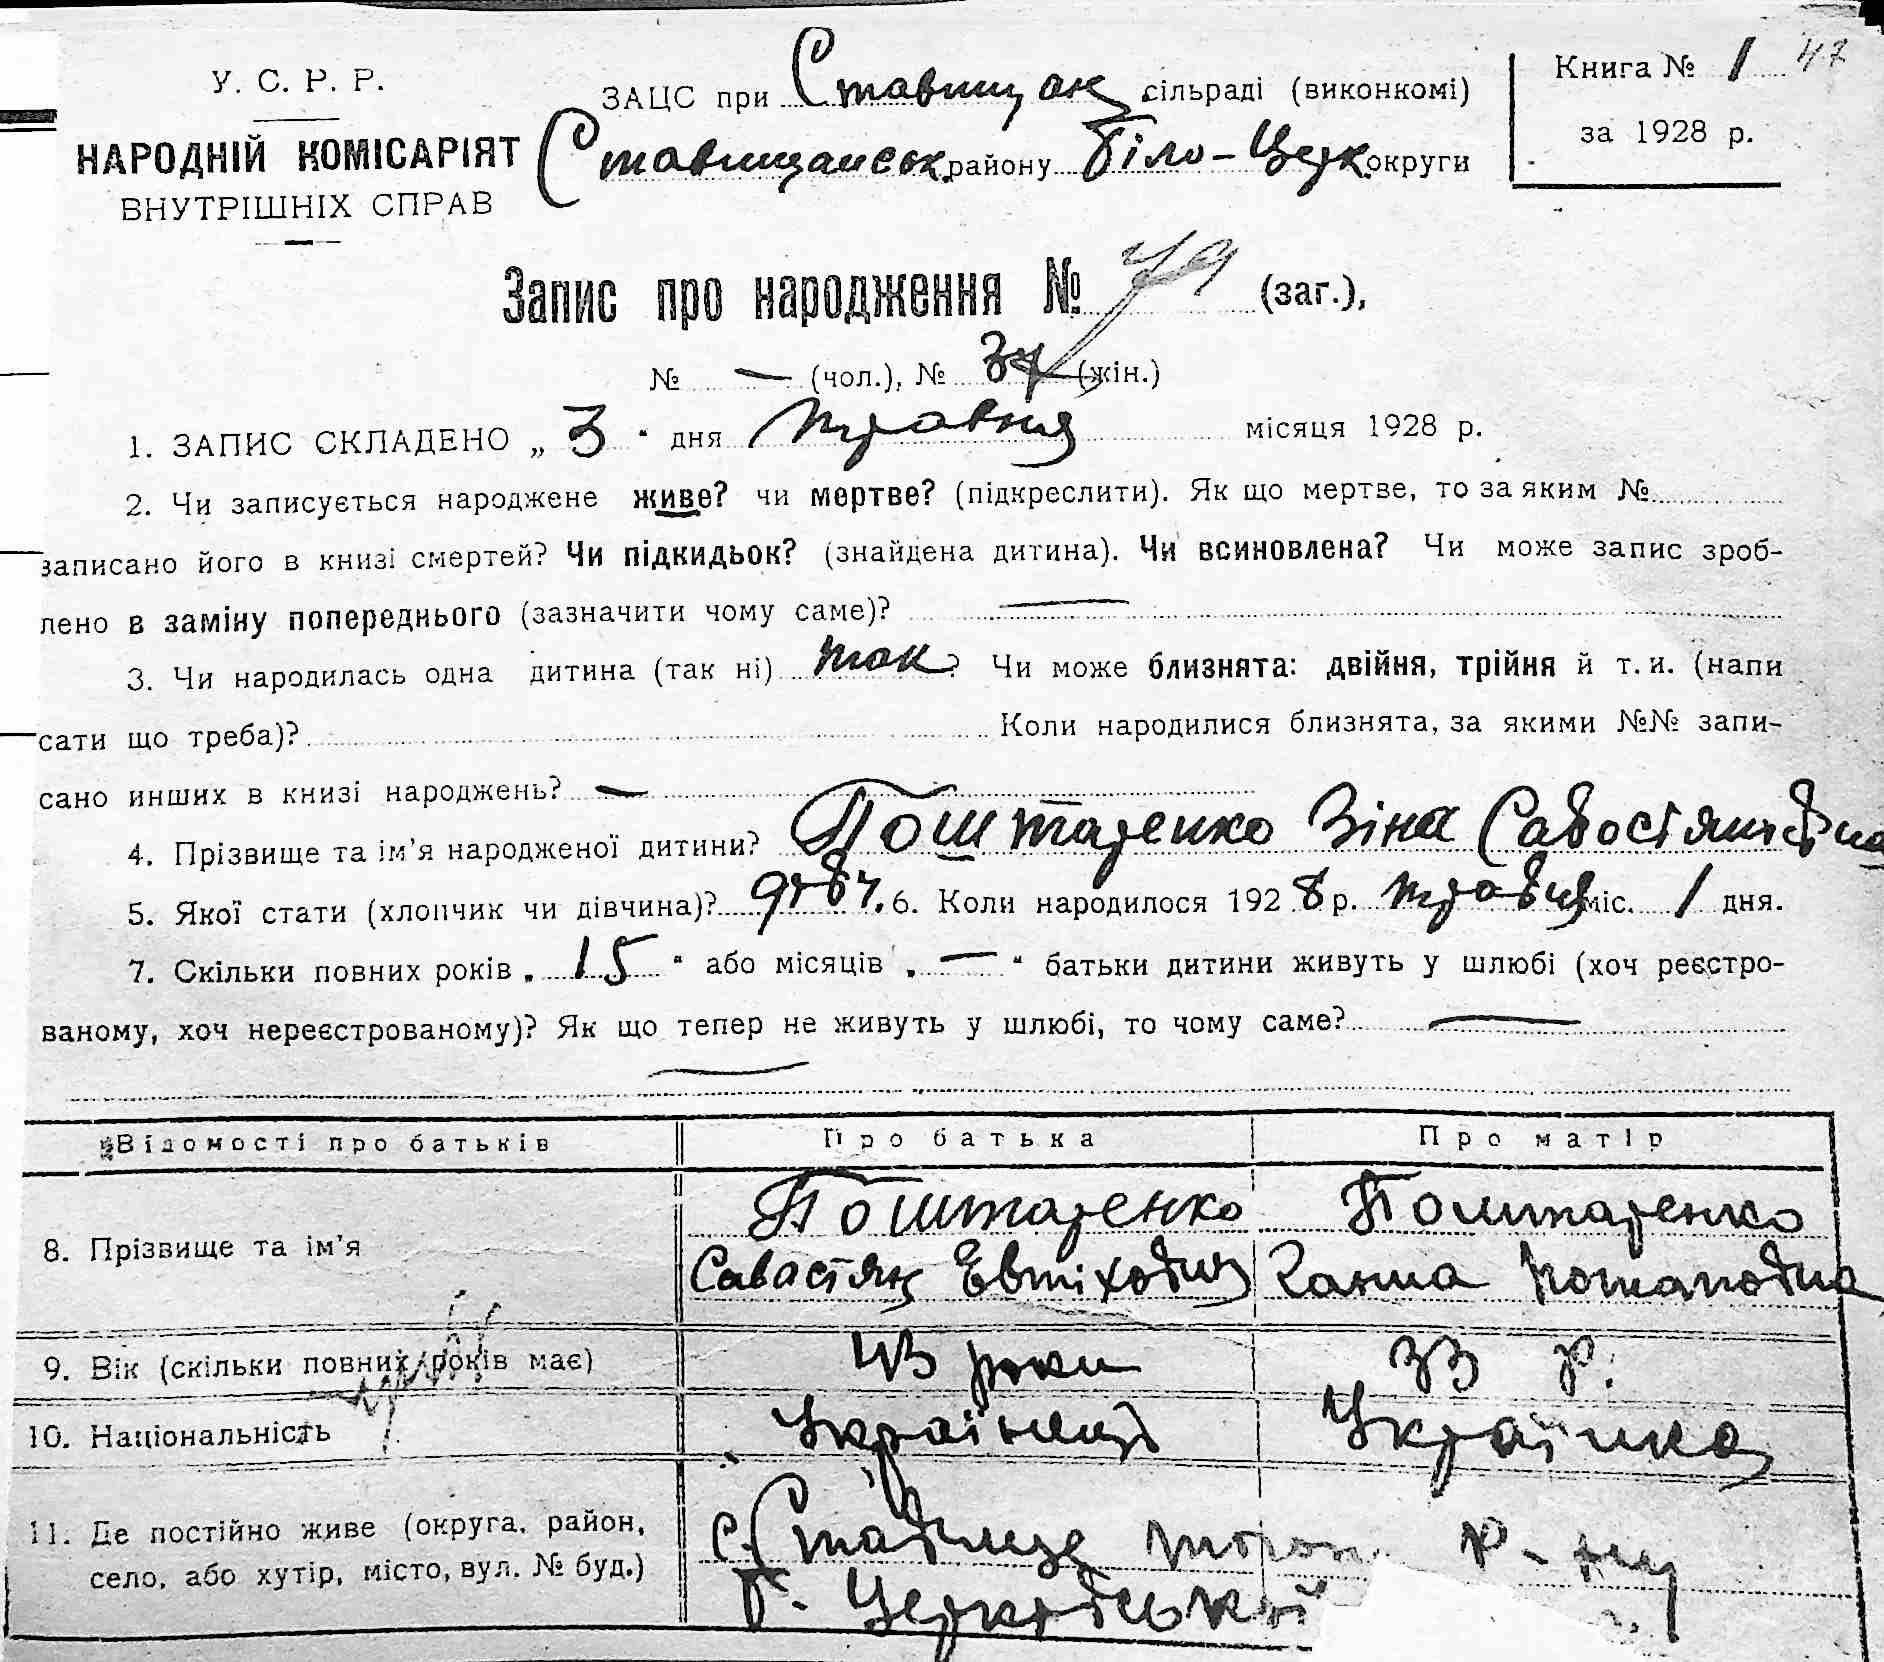 У. С. Р. Р.
НАРОДНІЙ КОМІСАРІЯТ
ВНУТРІШНІХ СПРАВ
ЗАЦС при Ставищан сільраді (виконкомі)
Ставищанськ району Біло-Церк округи
Книга № 1 47
за 1928 р.
Запис про народження № 79 (заг.),
№ — (чол.), № 37 (жін.)
1. ЗАПИС СКЛАДЕНО „ 3 " дня травня місяця 1928 р.
2. Чи записується народжене живе? чи мертве? (підкреслити). Як що мертве, то за яким №
записано його в книзі смертей? Чи підкидьок? (знайдена дитина). Чи всиновлена? Чи може запис зроб-
лено в заміну попереднього (зазначити чому саме)? —
3. Чи народилась одна дитина (так ні) так? Чи може близнята: двійня, трійня й т. и. (напи
сати що треба)? Коли народилися близнята, за якими №№ запи-
сано инших в книзі народжень? —
4. Прізвище та ім'я народженої дитини? Поштаренко Зіна Савостянівна
5. Якої стати (хлопчик чи дівчина)? дівч. 6. Коли народилося 1928 р. травня міс. 1 дня.
7. Скільки повних років „ 15 " або місяців „ — " батьки дитини живуть у шлюбі (хоч реєстро-
ваному, хоч нереєстрованому)? Як що тепер не живуть у шлюбі, то чому саме? —
—
Відомості про батьків Про батька Про матір
8. Прізвище та ім'я
Поштаренко
Савастян Евтіхович
Поштаренко
Ганна Потаповна
9. Вік (скільки повних років має) 43 роки 33 р.
10. Національність Українец Українка
11. Де постійно живе (округа, район,
село, або хутір, місто, вул. № буд.)
с. Ставище р-ну
Б. Церківської